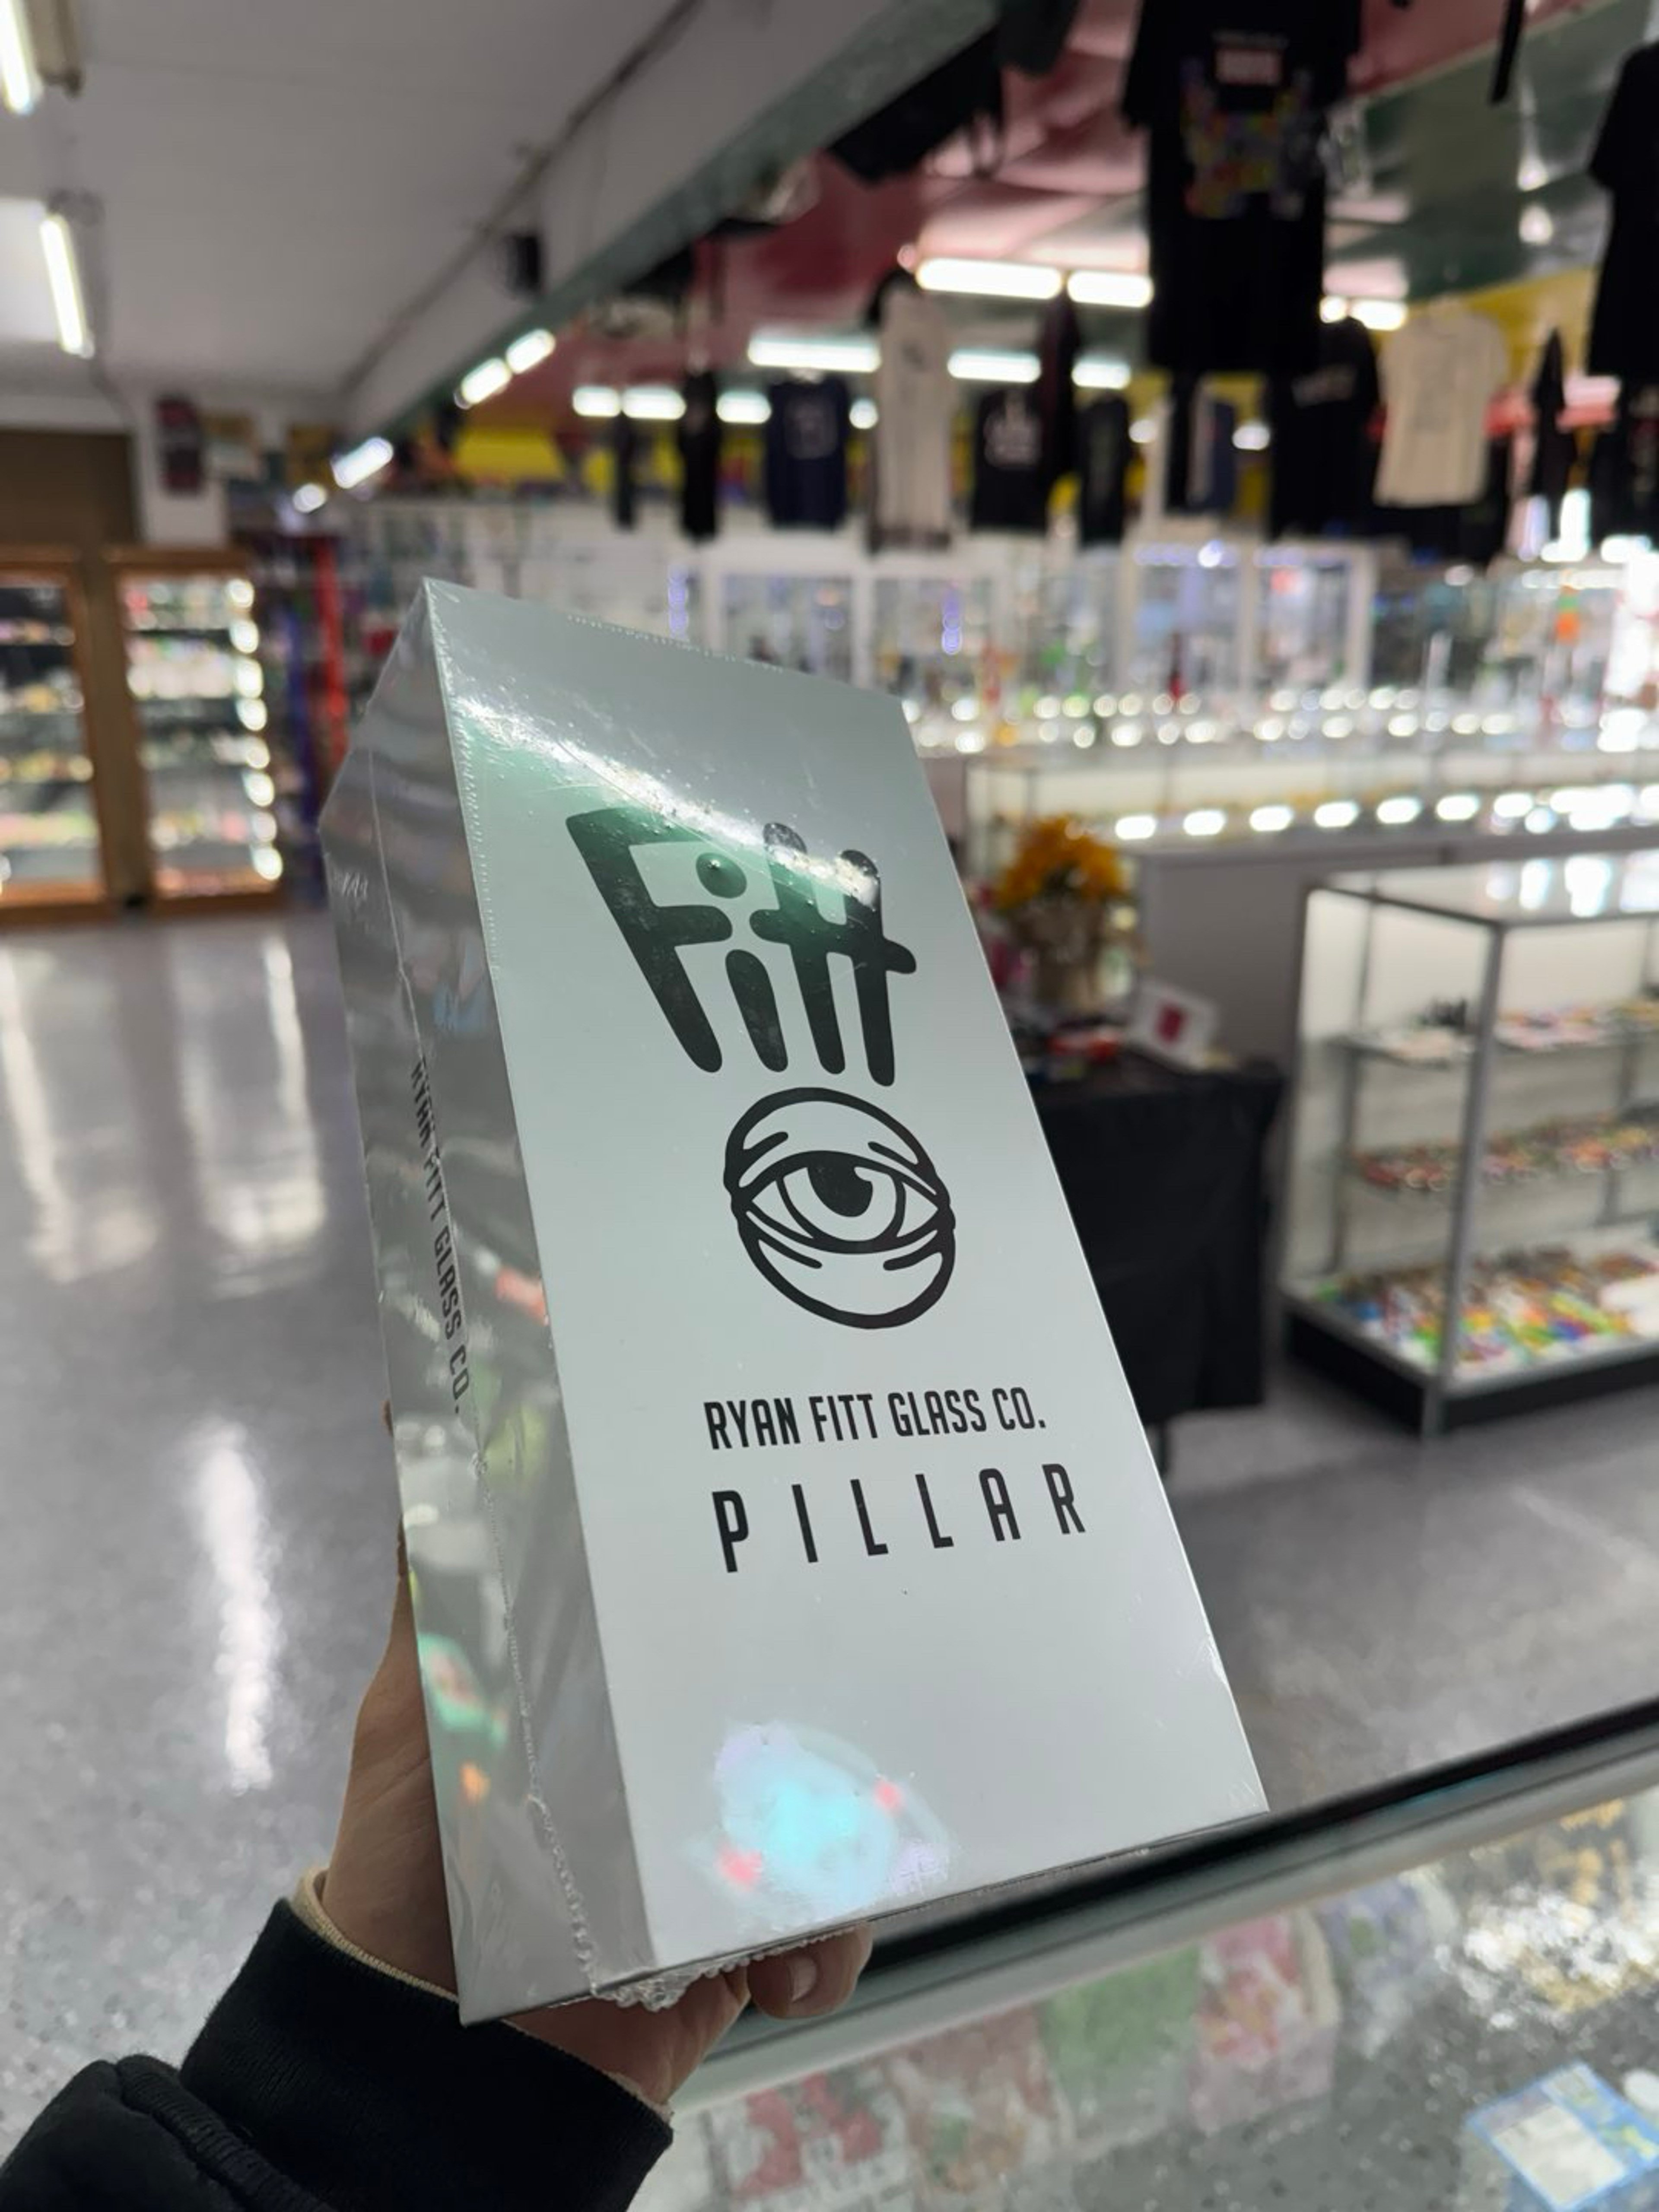 Fitt
RYAN FITT GLASS CO.
PILLAR
RYAN FITT GLASS CO.